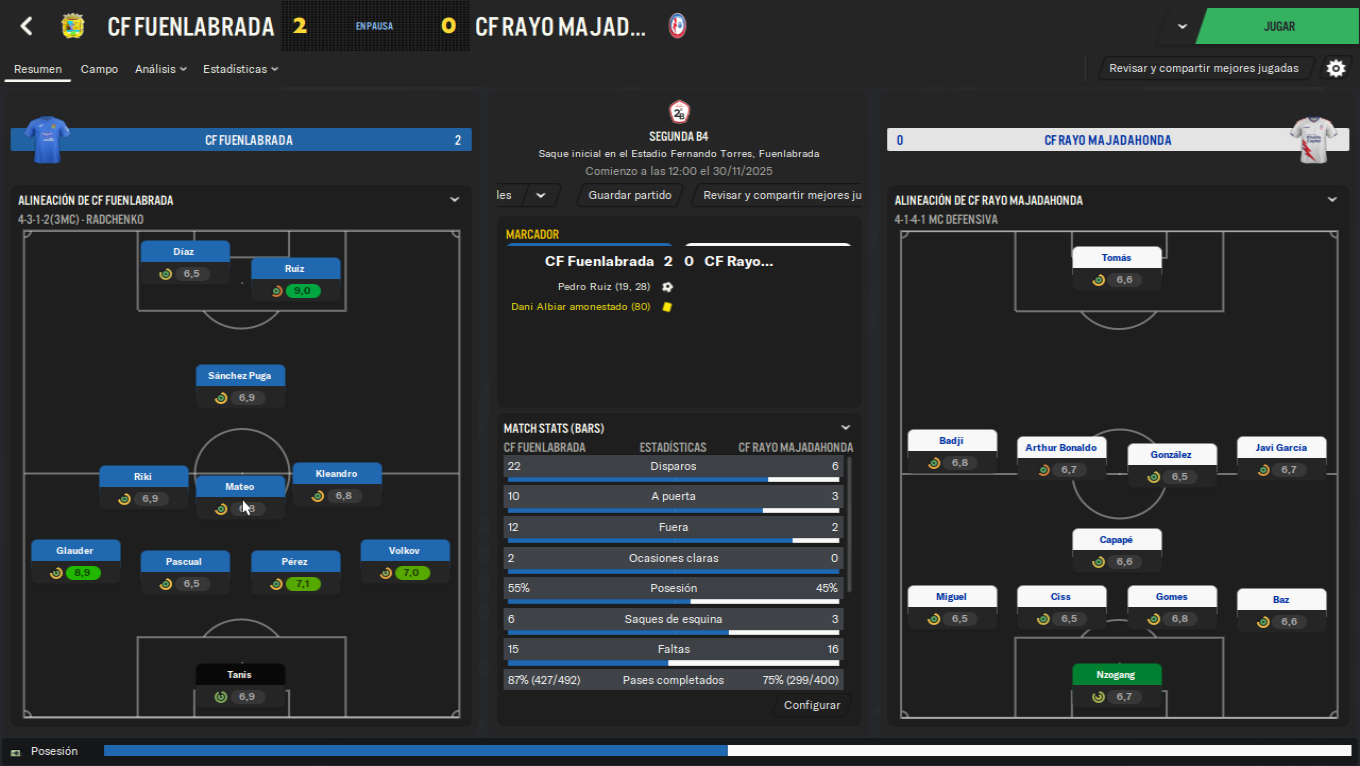 CF FUENLABRADA 2 EN PAUSA 0 CF RAYO MAJAD...
JUGAR
Resumen Campo Análisis Estadísticas
Revisar y compartir mejores jugadas
CF FUENLABRADA 2
2ªB
SEGUNDA B4
Saque inicial en el Estadio Fernando Torres, Fuenlabrada
Comienzo a las 12:00 el 30/11/2025
les Guardar partido Revisar y compartir mejores ju
0 CF RAYO MAJADAHONDA
ALINEACIÓN DE CF FUENLABRADA
4-3-1-2(3MC) - RADCHENKO
Díaz
6,5
Ruiz
9,0
Sánchez Puga
6,9
Riki
6,9
Mateo
Kleandro
6,8
Glauder
8,9
Pascual
6,5
Pérez
7,1
Volkov
7,0
Tanis
6,9
MARCADOR
CF Fuenlabrada 2 0 CF Rayo...
Pedro Ruiz (19, 28)
Dani Albiar amonestado (80)
MATCH STATS (BARS)
CF FUENLABRADA ESTADÍSTICAS CF RAYO MAJADAHONDA
22 Disparos 6
10 A puerta 3
12 Fuera 2
2 Ocasiones claras 0
55% Posesión 45%
6 Saques de esquina 3
15 Faltas 16
87% (427/492) Pases completados 75% (299/400)
Configurar
ALINEACIÓN DE CF RAYO MAJADAHONDA
4-1-4-1 MC DEFENSIVA
Tomás
6,6
Badji
6,8
Arthur Bonaldo
6,7
González
6,5
Javi García
6,7
Capapé
6,6
Miguel
6,5
Ciss
6,5
Gomes
6,8
Baz
6,6
Nzogang
6,7
Posesión